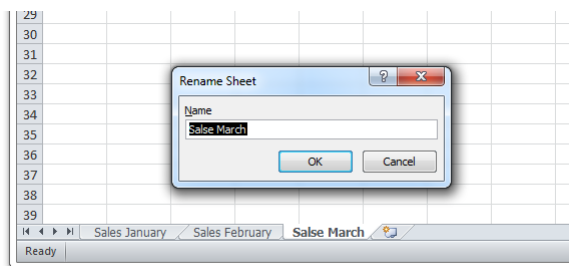 29
30
31
32
33
34
35
36
37
38
39
Rename Sheet
Name
Salse March
OK Cancel
Sales January Sales February Salse March
Ready